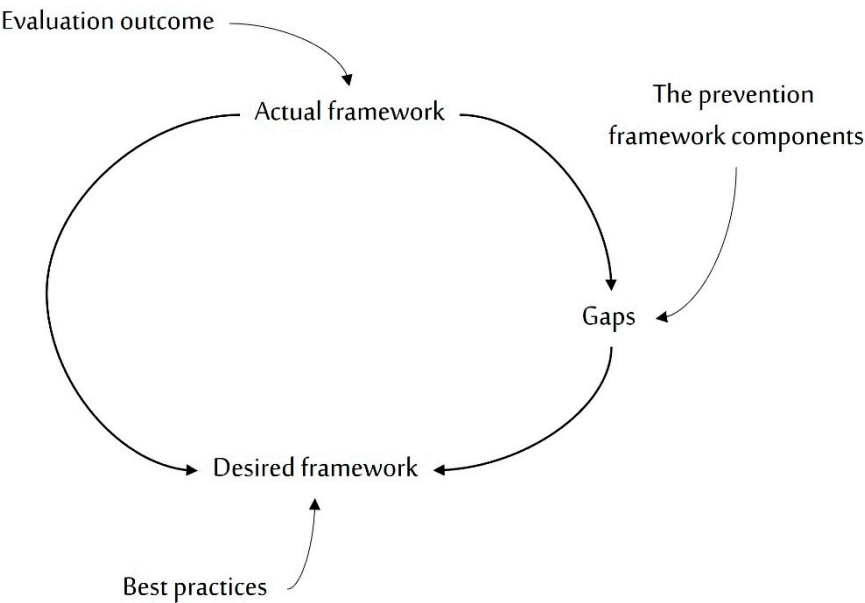 Evaluation outcome
Actual framework
The prevention
framework components
Gaps
Desired framework
Best practices